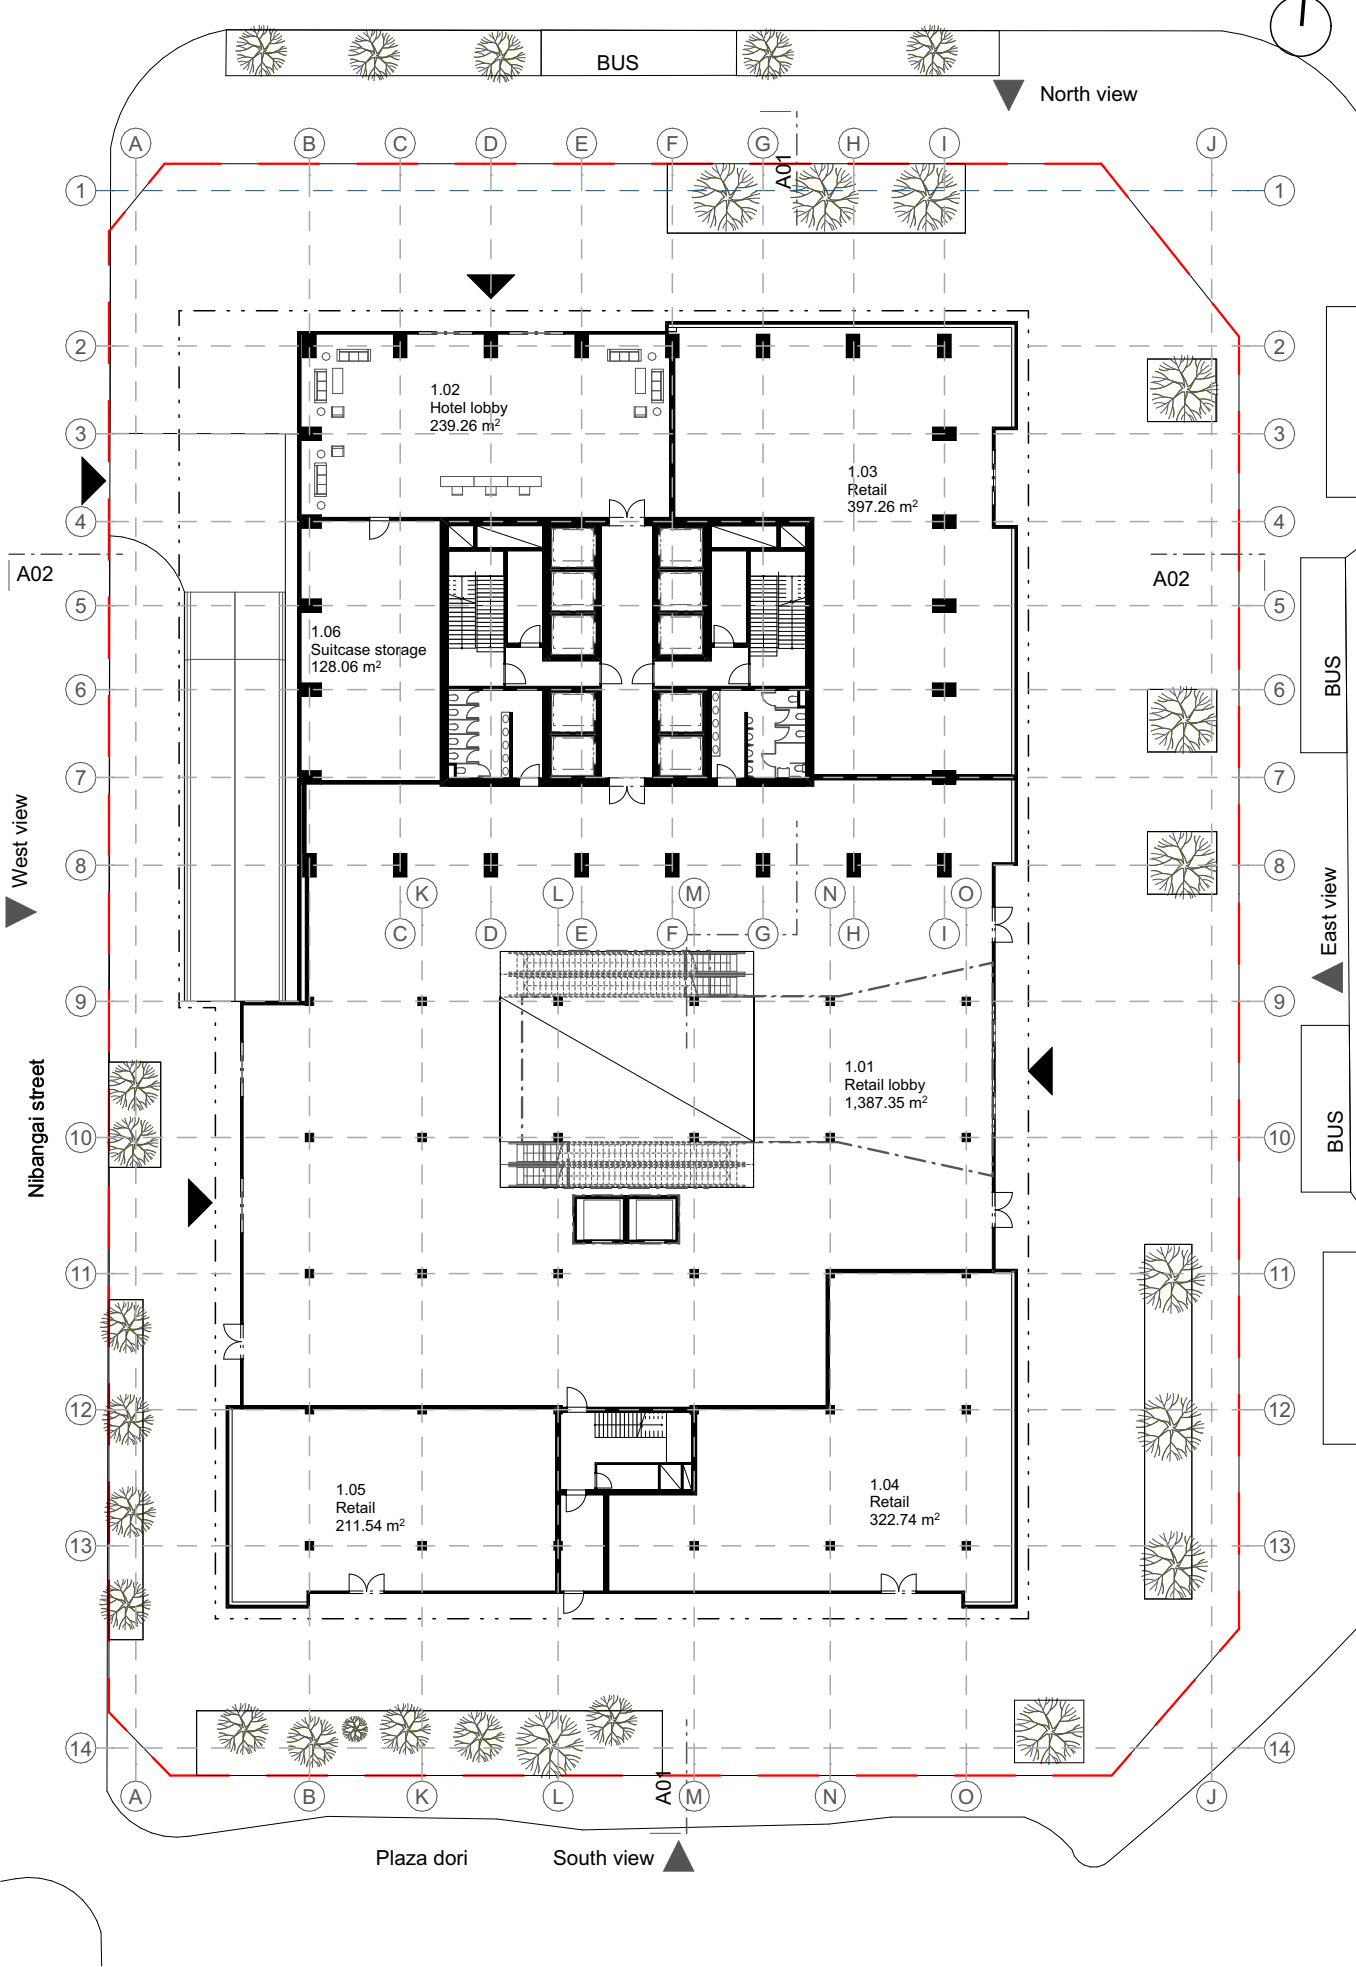 BUS
North view
A01
A B C D E F G H I J
1 1
2 2
1.02
Hotel lobby
239.26 m²
3 3
1.03
Retail
397.26 m²
4 4
A02 A02
5 5
1.06
Suitcase storage
128.06 m²
6 6
BUS
7 7
West view
8 8
K L M N O
C D E F G H I
East view
9 9
Nibangai street
1.01
Retail lobby
1,387.35 m²
10 10
BUS
11 11
12 12
1.05
Retail
211.54 m²
1.04
Retail
322.74 m²
13 13
14 14
A01
A B K L M N O J
Plaza dori
South view